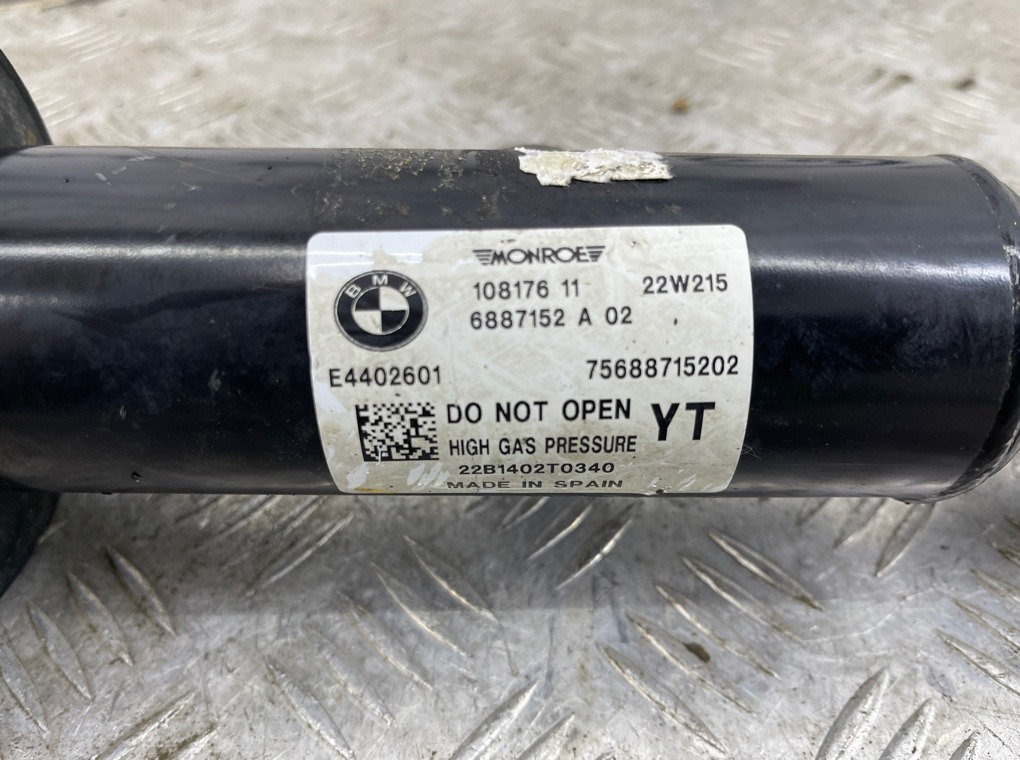 MONROE
BMW
108176 11 22W215
6887152 A 02
E4402601 75688715202
DO NOT OPEN YT
HIGH GAS PRESSURE
22B1402T0340
MADE IN SPAIN